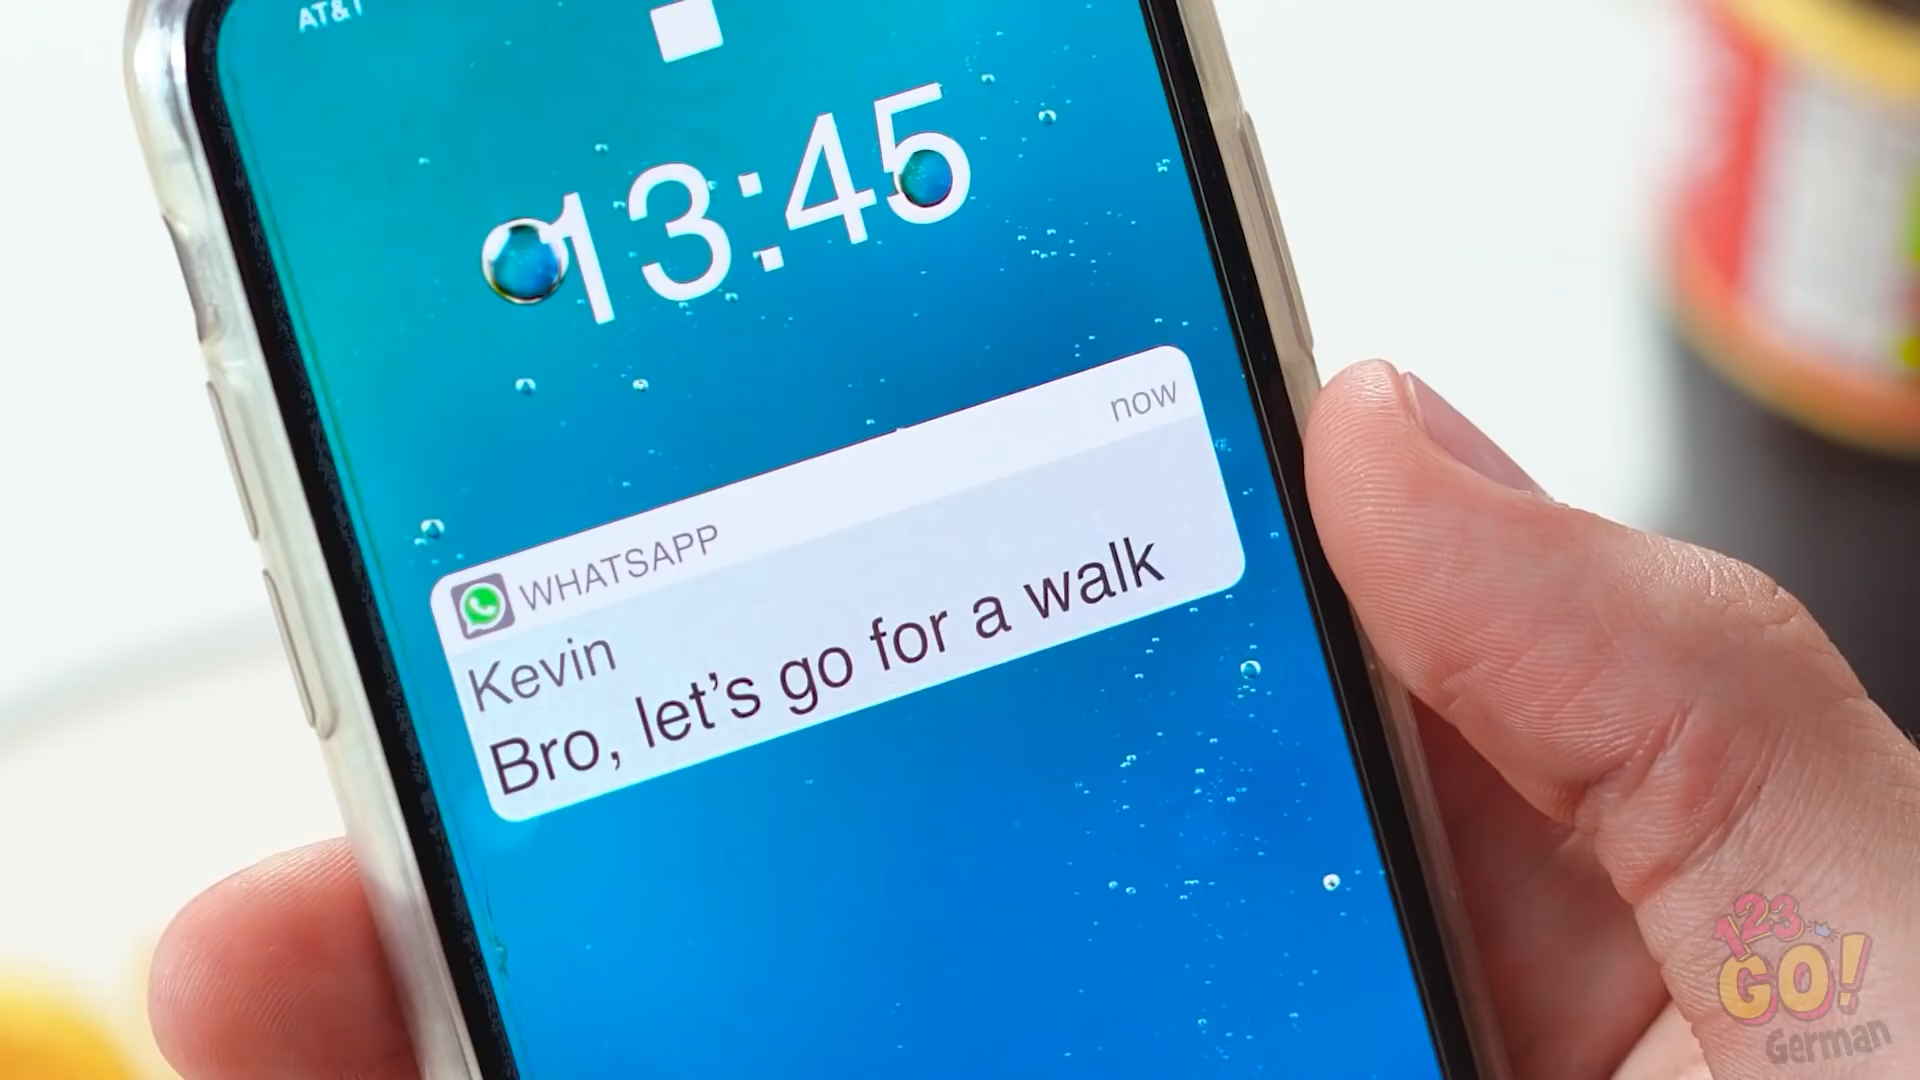 AT&T
13:45
WHATSAPP now
Kevin
Bro, let's go for a walk
123
GO!
German